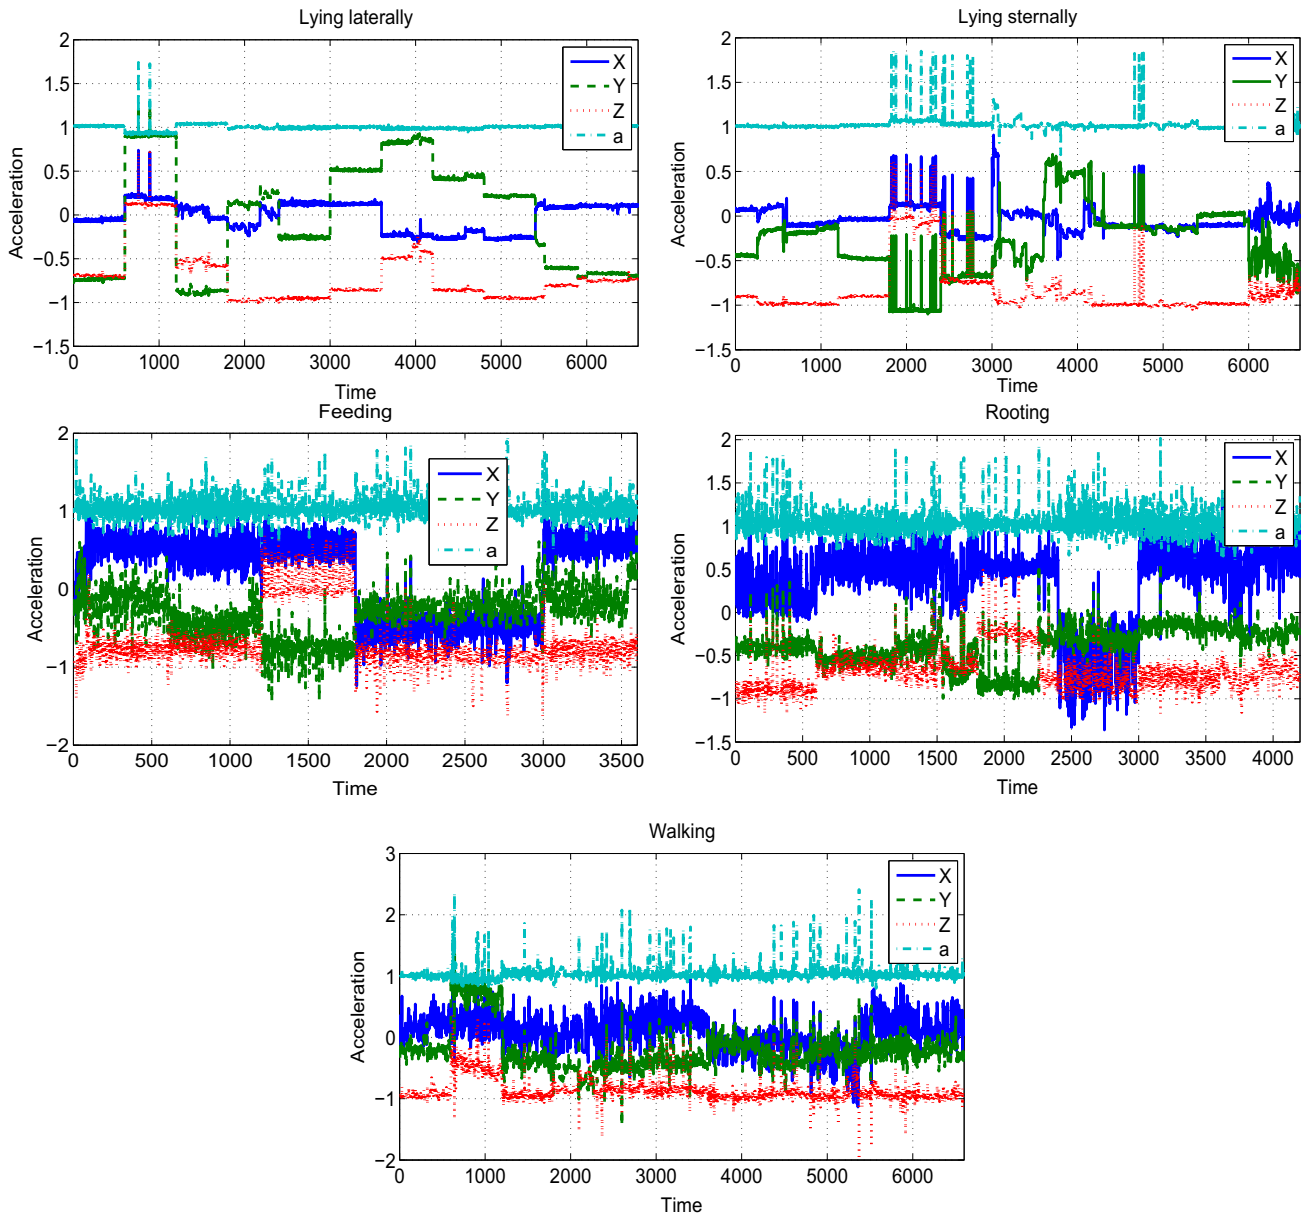 Lying laterally
2
1.5
1
0.5
0
−0.5
−1
−1.5
Acceleration
X
Y
Z
a
0 1000 2000 3000 4000 5000 6000
Time
Lying sternally
2
1.5
1
0.5
0
−0.5
−1
−1.5
Acceleration
X
Y
Z
a
0 1000 2000 3000 4000 5000 6000
Time
Feeding
2
1
0
−1
−2
Acceleration
X
Y
Z
a
0 500 1000 1500 2000 2500 3000 3500
Time
Rooting
2
1.5
1
0.5
0
−0.5
−1
−1.5
Acceleration
X
Y
Z
a
0 500 1000 1500 2000 2500 3000 3500 4000
Time
Walking
3
2
1
0
−1
−2
Acceleration
X
Y
Z
a
0 1000 2000 3000 4000 5000 6000
Time